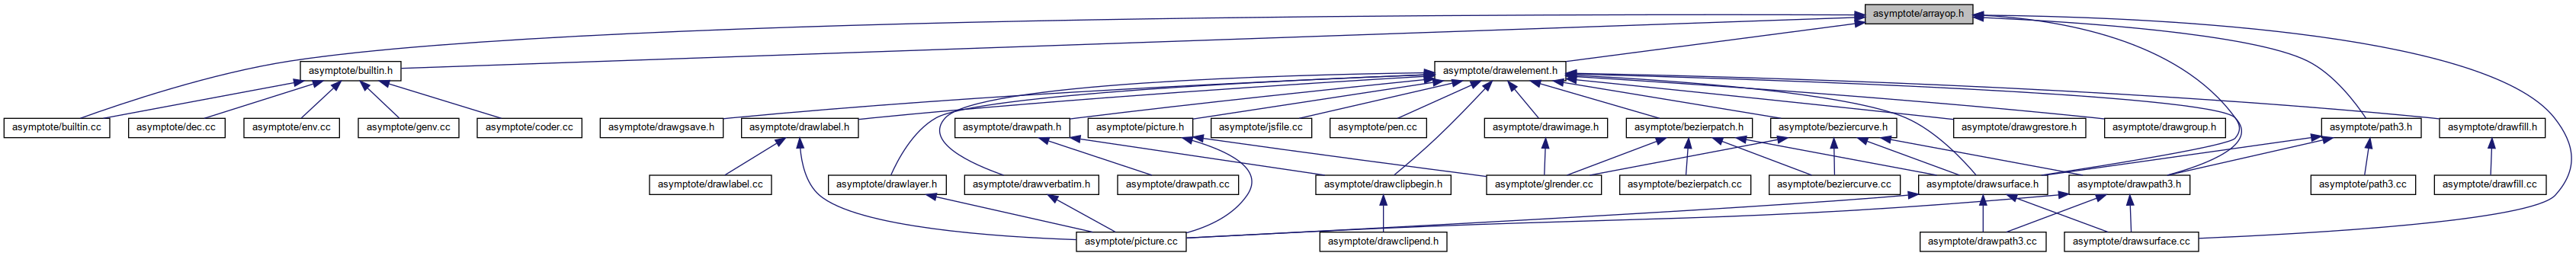 asymptote/arrayop.h
asymptote/builtin.h
asymptote/drawelement.h
asymptote/builtin.cc
asymptote/dec.cc
asymptote/env.cc
asymptote/genv.cc
asymptote/coder.cc
asymptote/drawgsave.h
asymptote/drawlabel.h
asymptote/drawpath.h
asymptote/picture.h
asymptote/jsfile.cc
asymptote/pen.cc
asymptote/drawimage.h
asymptote/bezierpatch.h
asymptote/beziercurve.h
asymptote/drawgrestore.h
asymptote/drawgroup.h
asymptote/path3.h
asymptote/drawfill.h
asymptote/drawlabel.cc
asymptote/drawlayer.h
asymptote/drawverbatim.h
asymptote/drawpath.cc
asymptote/drawclipbegin.h
asymptote/glrender.cc
asymptote/bezierpatch.cc
asymptote/beziercurve.cc
asymptote/drawsurface.h
asymptote/drawpath3.h
asymptote/path3.cc
asymptote/drawfill.cc
asymptote/picture.cc
asymptote/drawclipend.h
asymptote/drawpath3.cc
asymptote/drawsurface.cc